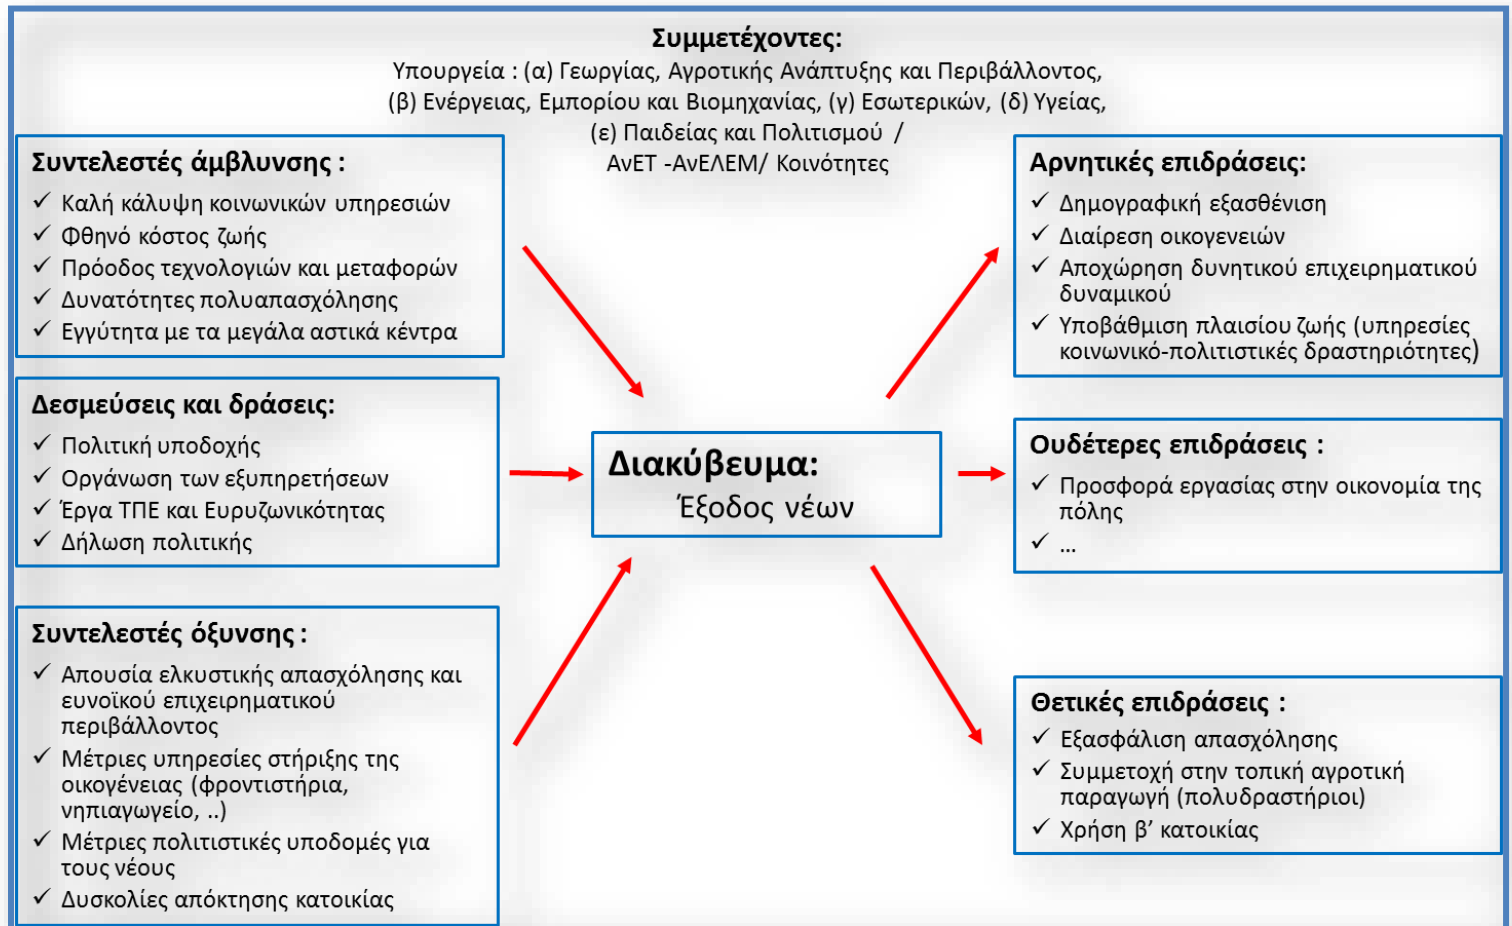 Συμμετέχοντες:
Υπουργεία : (α) Γεωργίας, Αγροτικής Ανάπτυξης και Περιβάλλοντος,
(β) Ενέργειας, Εμπορίου και Βιομηχανίας, (γ) Εσωτερικών, (δ) Υγείας,
(ε) Παιδείας και Πολιτισμού /
ΑνΕΤ -ΑνΕΛΕΜ/ Κοινότητες
Συντελεστές άμβλυνσης :
✓ Καλή κάλυψη κοινωνικών υπηρεσιών
✓ Φθηνό κόστος ζωής
✓ Πρόοδος τεχνολογιών και μεταφορών
✓ Δυνατότητες πολυαπασχόλησης
✓ Εγγύτητα με τα μεγάλα αστικά κέντρα
Δεσμεύσεις και δράσεις:
✓ Πολιτική υποδοχής
✓ Οργάνωση των εξυπηρετήσεων
✓ Έργα ΤΠΕ και Ευρυζωνικότητας
✓ Δήλωση πολιτικής
Συντελεστές όξυνσης :
✓ Απουσία ελκυστικής απασχόλησης και
ευνοϊκού επιχειρηματικού
περιβάλλοντος
✓ Μέτριες υπηρεσίες στήριξης της
οικογένειας (φροντιστήρια,
νηπιαγωγείο, ..)
✓ Μέτριες πολιτιστικές υποδομές για
τους νέους
✓ Δυσκολίες απόκτησης κατοικίας
Διακύβευμα:
Έξοδος νέων
Αρνητικές επιδράσεις:
✓ Δημογραφική εξασθένιση
✓ Διαίρεση οικογενειών
✓ Αποχώρηση δυνητικού επιχειρηματικού
δυναμικού
✓ Υποβάθμιση πλαισίου ζωής (υπηρεσίες
κοινωνικό-πολιτιστικές δραστηριότητες)
Ουδέτερες επιδράσεις :
✓ Προσφορά εργασίας στην οικονομία της
πόλης
✓ ...
Θετικές επιδράσεις :
✓ Εξασφάλιση απασχόλησης
✓ Συμμετοχή στην τοπική αγροτική
παραγωγή (πολυδραστήριοι)
✓ Χρήση β’ κατοικίας